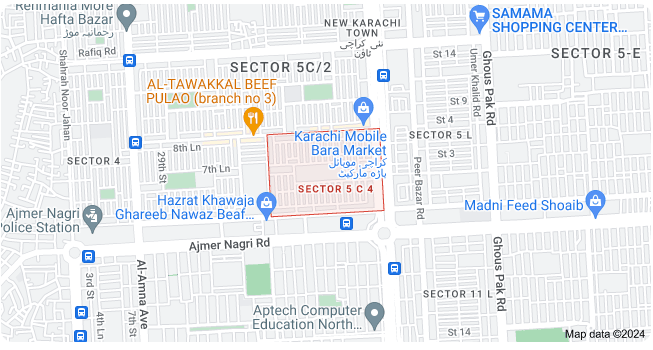 Rehmania More
Hafta Bazar
رحمانیہ موڑ
Rafiq Rd
NEW KARACHI
TOWN
نئی کراچی
ٹاؤن
SAMAMA
SHOPPING CENTER...
St 14
SECTOR 5-E
SECTOR 5C/2
Shahrah Noor Jahan
Umer Khalid Rd
Ghous Pak Rd
AL-TAWAKKAL BEEF
PULAO (branch no 3)
St 9
St 4
SECTOR 5 L
Karachi Mobile
Bara Market
کراچی موبائل
باڑہ مارکیٹ
8th Ln
St 3
SECTOR 4
29th St
7th Ln
Peer Bazar Rd
SECTOR 5 C 4
Hazrat Khawaja
Ghareeb Nawaz Beaf...
Madni Feed Shoaib
Ajmer Nagri
Police Station
Ajmer Nagri Rd
Ghous Pak Rd
3rd St
Al-Amna Ave
4th Ln
7th St
SECTOR 11 L
Aptech Computer
Education North...
St 14
Map data ©2024